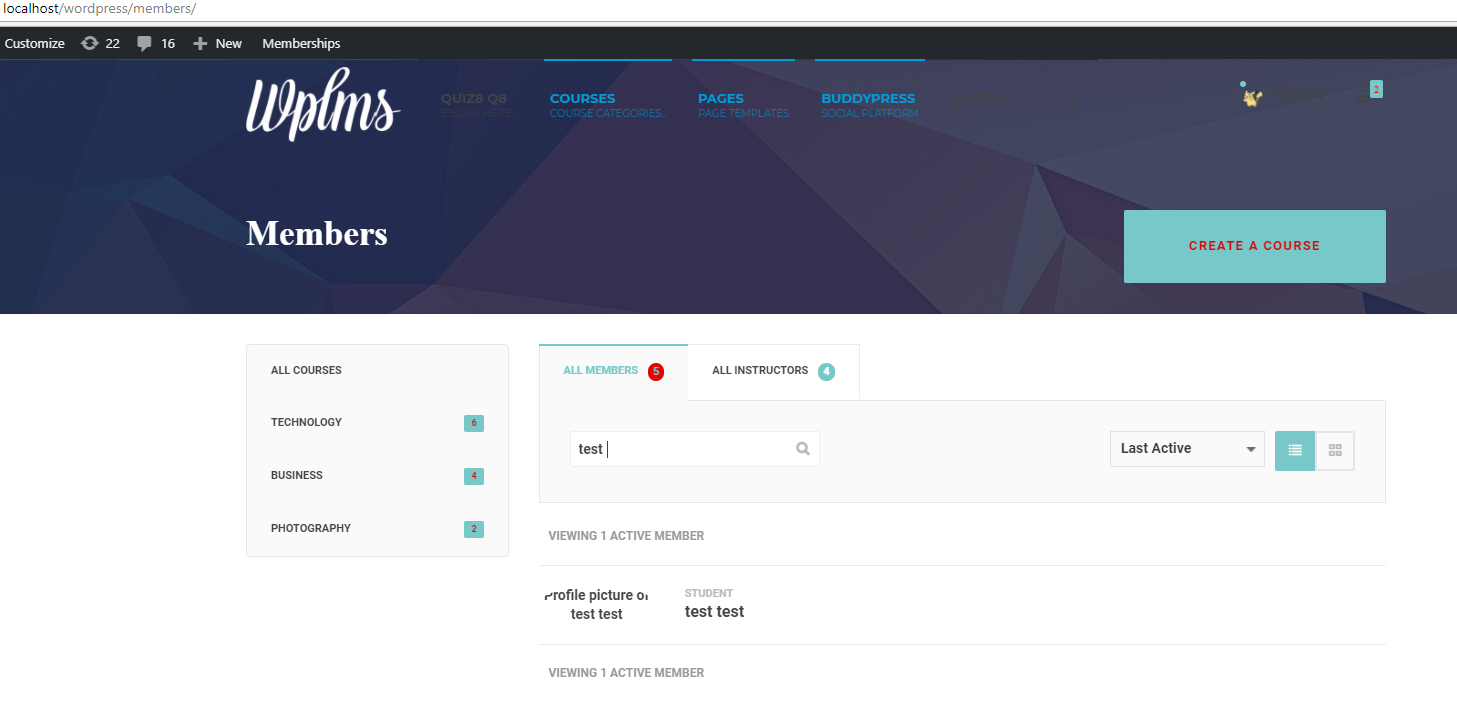 localhost/wordpress/members/
Customize 22 16 New Memberships
Wplms
QUIZ8 Q8 COURSES PAGES BUDDYPRESS
BEGINS HERE COURSE CATEGORIES.. PAGE TEMPLATES SOCIAL PLATFORM
2
Members
CREATE A COURSE
ALL COURSES
TECHNOLOGY 6
BUSINESS 4
PHOTOGRAPHY 2
ALL MEMBERS 5 ALL INSTRUCTORS 4
test
Last Active
VIEWING 1 ACTIVE MEMBER
Profile picture of
test test
STUDENT
test test
VIEWING 1 ACTIVE MEMBER